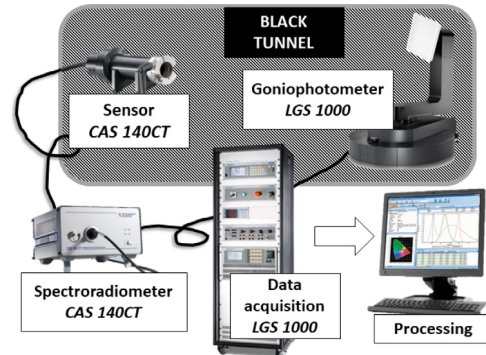 BLACK
TUNNEL
Sensor
CAS 140CT
Goniophotometer
LGS 1000
Spectroradiometer
CAS 140CT
Data
acquisition
LGS 1000
Processing